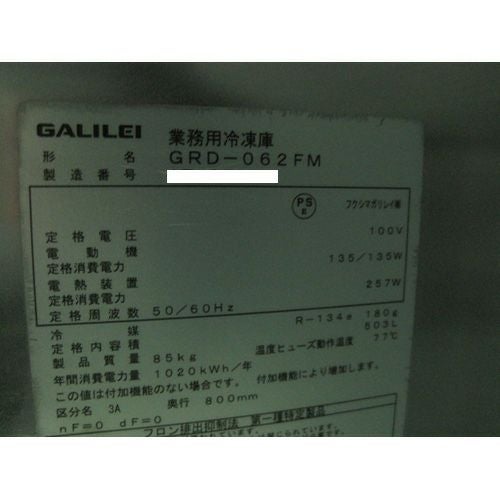 GALILEI 業務用冷凍庫
形 名 GRD-062FM
製造番号
PS E フクシマガリレイ㈱
定格電圧 100V
電動機
定格消費電力 135/135W
電熱装置
定格消費電力 257W
定格周波数 50/60Hz
冷 媒 R-134a 180g
定格内容積 503L
製品質量 85kg 温度ヒューズ動作温度 77℃
年間消費電力量 1020kWh/年
この値は付加機能のない場合です。 付加機能により増加します。
区分名 3A 奥行 800mm
nF=0 dF=0
フロン排出抑制法 第一種特定製品